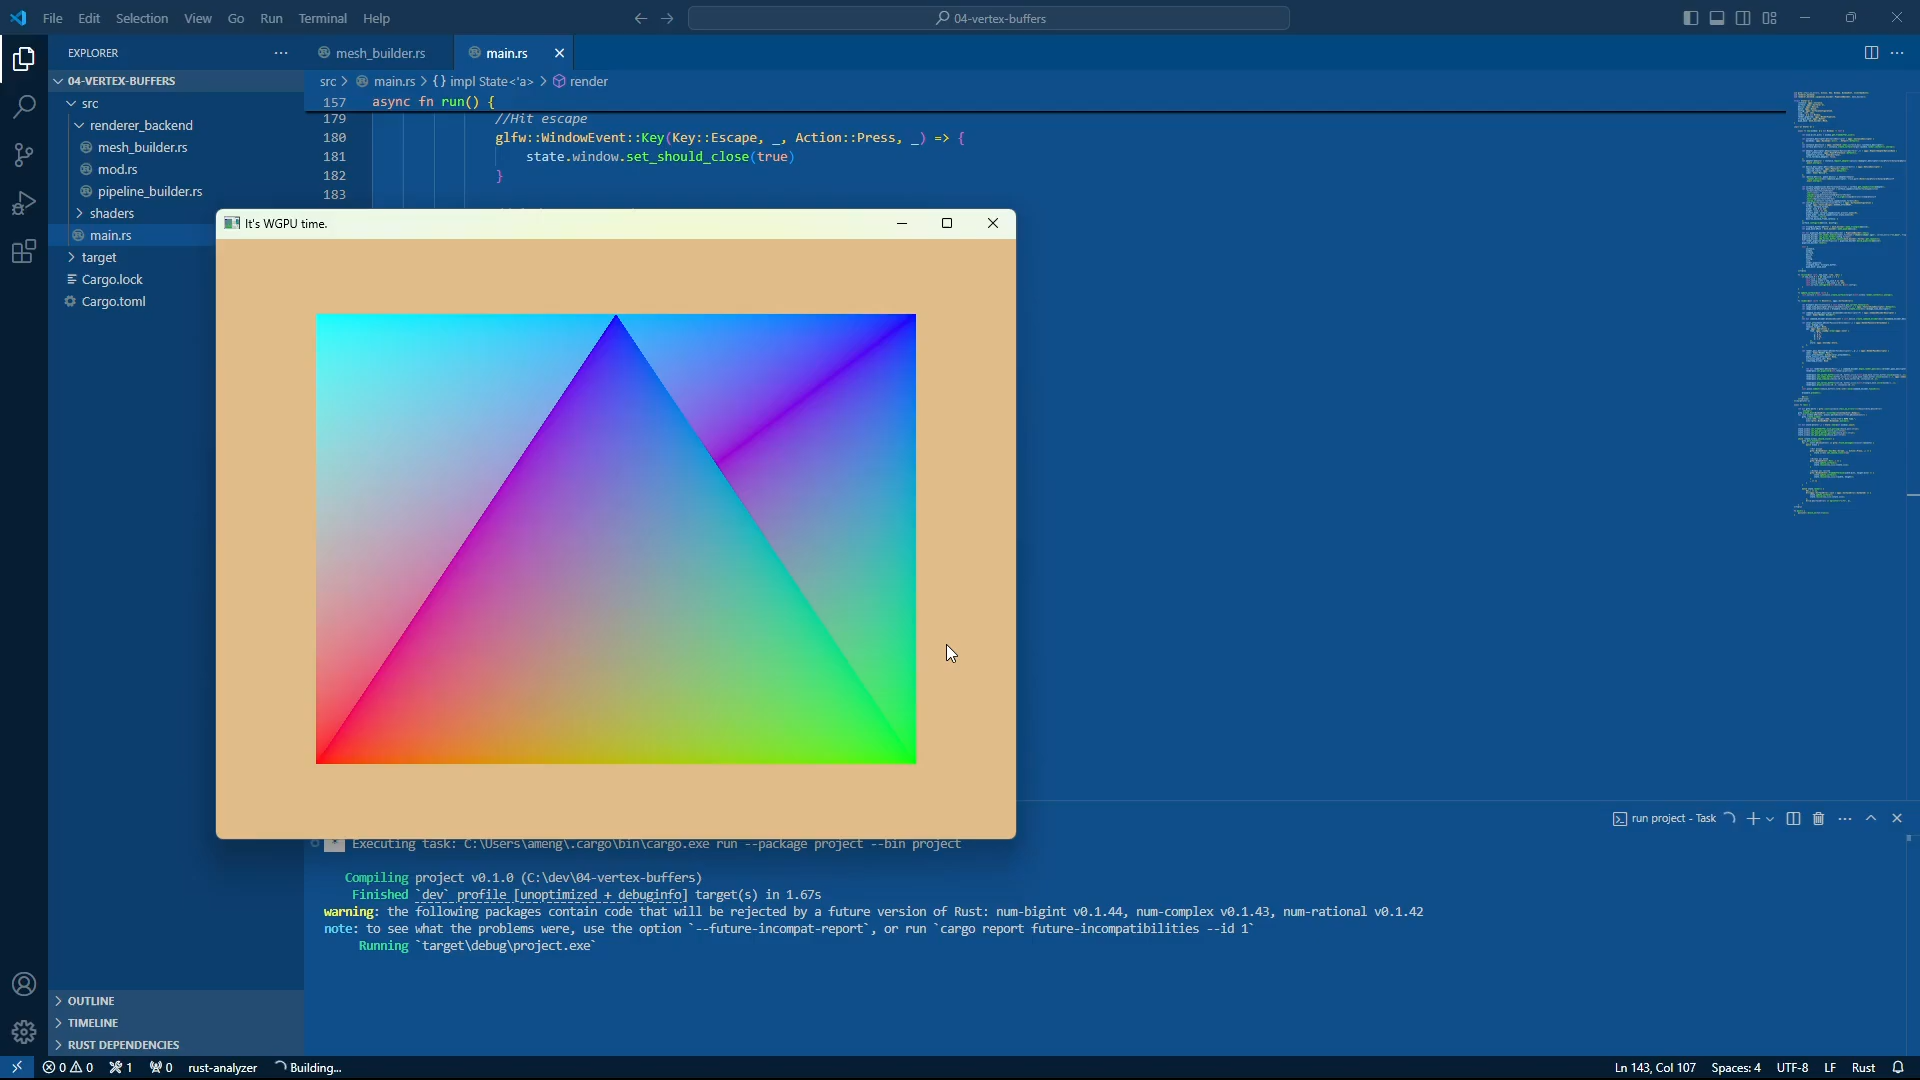 File Edit Selection View Go Run Terminal Help
04-vertex-buffers
EXPLORER
mesh_builder.rs
main.rs
04-VERTEX-BUFFERS
src
renderer_backend
mesh_builder.rs
mod.rs
pipeline_builder.rs
shaders
main.rs
target
Cargo.lock
Cargo.toml
src > main.rs > {} impl State<'a> > render
157 async fn run() {
179 //Hit escape
180 glfw::WindowEvent::Key(Key::Escape, _, Action::Press, _) => {
181 state.window.set_should_close(true)
182 }
183
It's WGPU time.
run project - Task
Executing task: C:\Users\ameng\.cargo\bin\cargo.exe run --package project --bin project
Compiling project v0.1.0 (C:\dev\04-vertex-buffers)
Finished `dev` profile [unoptimized + debuginfo] target(s) in 1.67s
warning: the following packages contain code that will be rejected by a future version of Rust: num-bigint v0.1.44, num-complex v0.1.43, num-rational v0.1.42
note: to see what the problems were, use the option `--future-incompat-report`, or run `cargo report future-incompatibilities --id 1`
Running `target\debug\project.exe`
OUTLINE
TIMELINE
RUST DEPENDENCIES
0 0 1 0 rust-analyzer Building...
Ln 143, Col 107 Spaces: 4 UTF-8 LF Rust